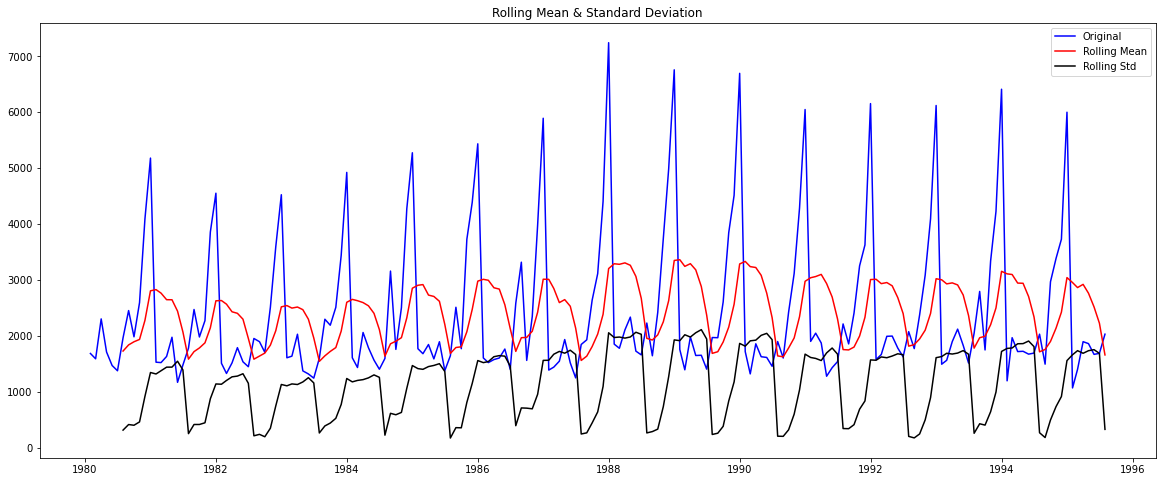 Rolling Mean & Standard Deviation
Original
Rolling Mean
Rolling Std
7000
6000
5000
4000
3000
2000
1000
0
1980 1982 1984 1986 1988 1990 1992 1994 1996